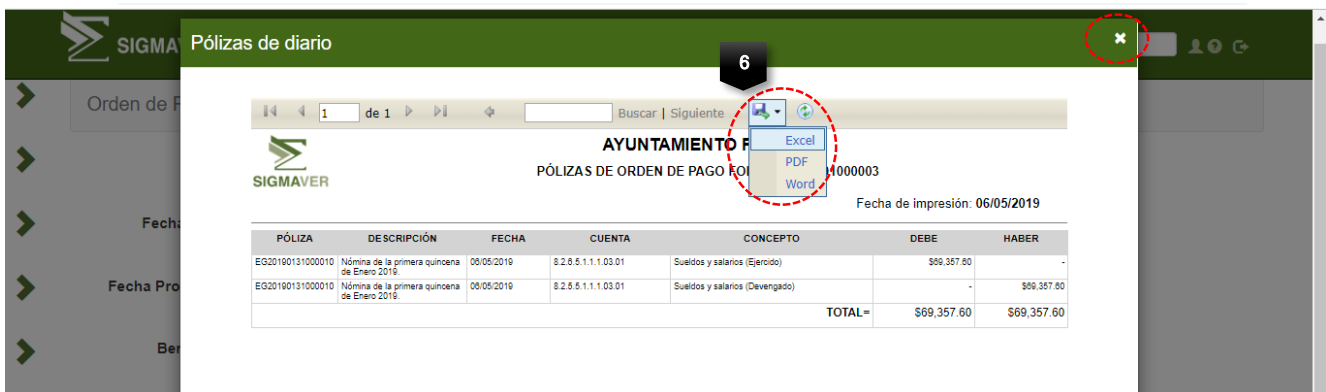 SIGMA
Pólizas de diario
6
Orden de P
1 de 1 Buscar | Siguiente
Excel
PDF
Word
SIGMAVER
AYUNTAMIENTO
PÓLIZAS DE ORDEN DE PAGO 1000003
Fecha de impresión: 06/05/2019
Fecha
Fecha Pro
Ber
PÓLIZA DESCRIPCIÓN FECHA CUENTA CONCEPTO DEBE HABER
EG20190131000010 Nómina de la primera quincena de Enero 2019. 06/05/2019 8.2.6.5.1.1.1.03.01 Sueldos y salarios (Ejercido) $69,357.60 -
EG20190131000010 Nómina de la primera quincena de Enero 2019. 06/05/2019 8.2.5.5.1.1.1.03.01 Sueldos y salarios (Devengado) - $69,357.60
TOTAL= $69,357.60 $69,357.60